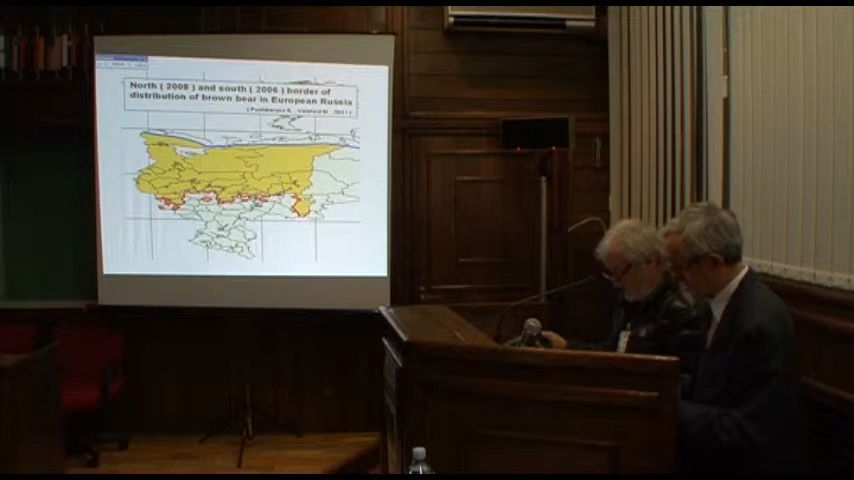 North ( 2008 ) and south ( 2006 ) border of
distribution of brown bear in European Russia